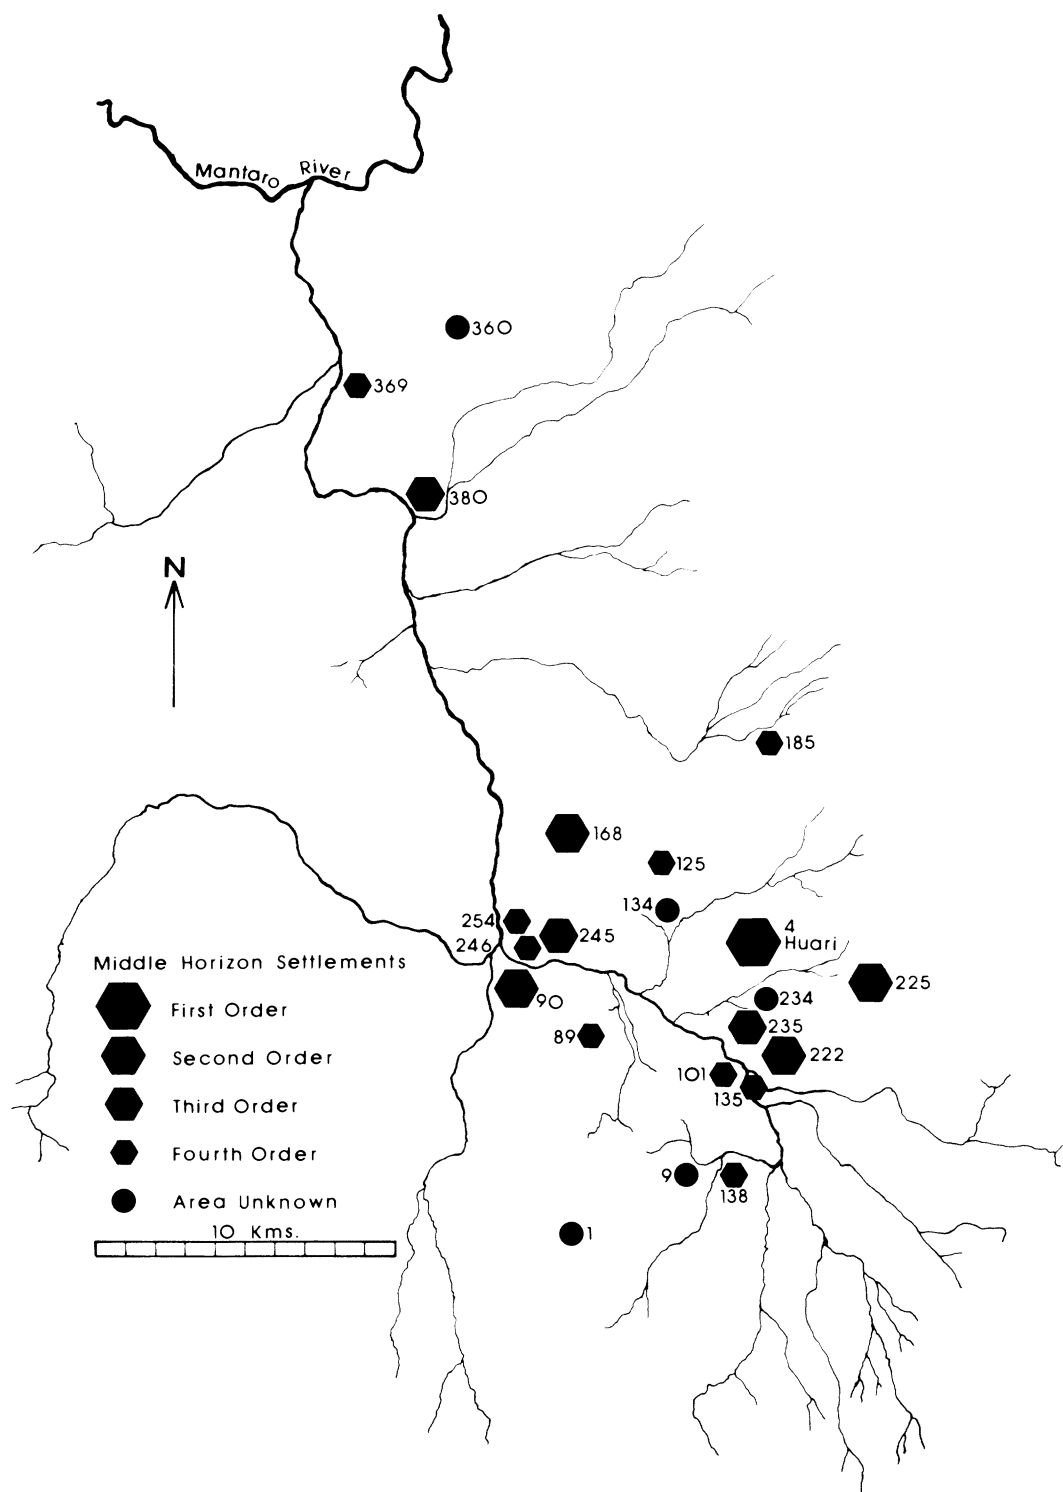 Mantaro River
360
369
380
N
185
168
125
134
254
246
245
4
Huari
90
225
234
235
222
89
101
135
9
138
1
Middle Horizon Settlements
First Order
Second Order
Third Order
Fourth Order
Area Unknown
10 Kms.